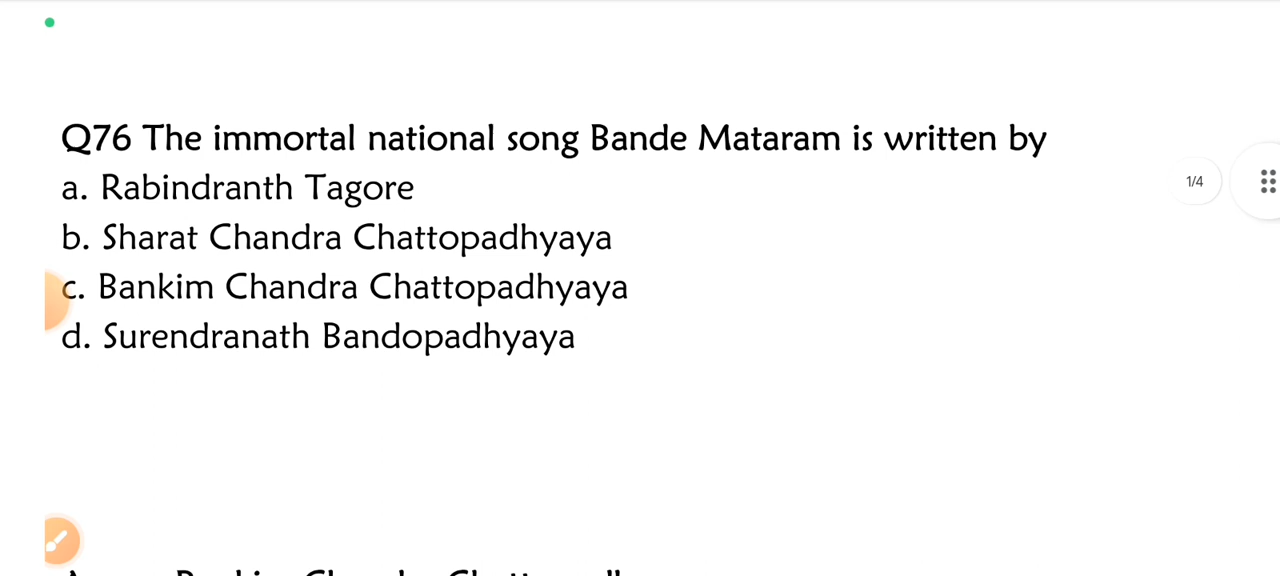 Q76 The immortal national song Bande Mataram is written by
a. Rabindranth Tagore
b. Sharat Chandra Chattopadhyaya
c. Bankim Chandra Chattopadhyaya
d. Surendranath Bandopadhyaya
1/4